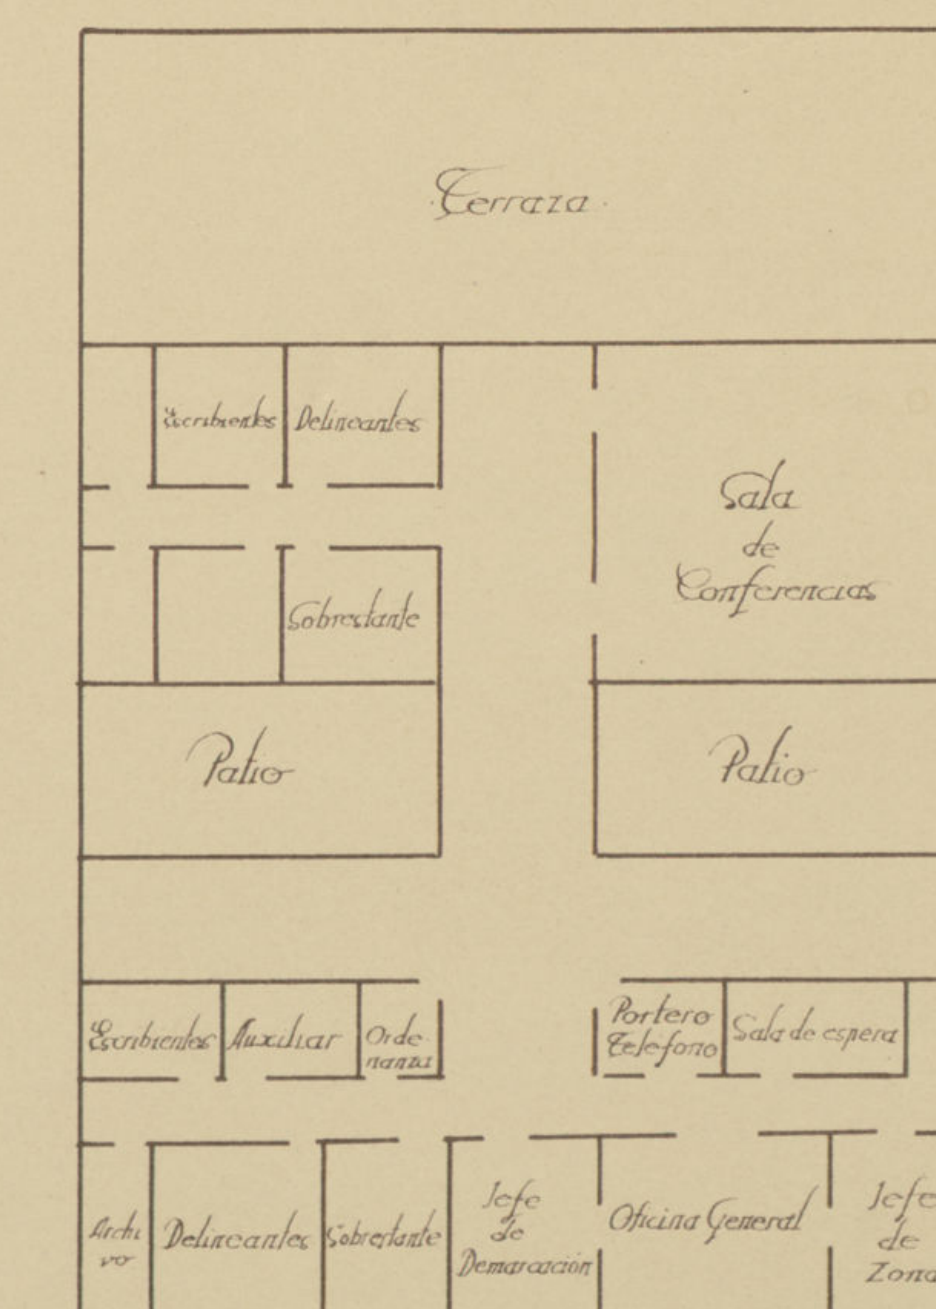 Terraza
Escribientes
Delineantes
Sala
de
Conferencias
Sobrestante
Patio
Patio
Escribientes
Auxiliar
Orde-
nanza
Portero
Telefono
Sala de espera
Archi
vo
Delineantes
Sobrestante
Jefe
de
Demarcación
Oficina General
Jefe
de
Zona